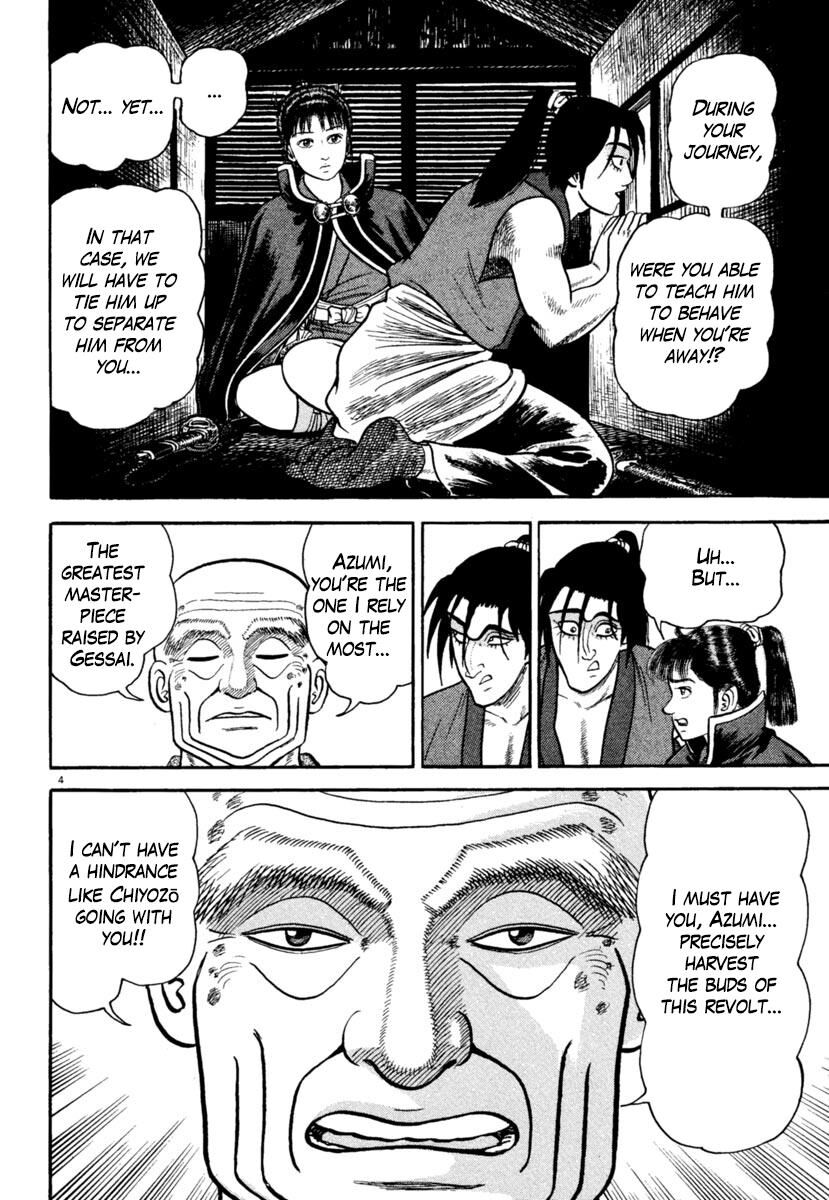 DURING
YOUR
JOURNEY,
WERE YOU ABLE
TO TEACH HIM
TO BEHAVE
WHEN YOU'RE
AWAY!?
...
NOT... YET...
IN THAT
CASE, WE
WILL HAVE TO
TIE HIM UP
TO SEPARATE
HIM FROM
YOU...
UH...
BUT...
AZUMI,
YOU'RE THE
ONE I RELY
ON THE
MOST...
THE
GREATEST
MASTER-
PIECE
RAISED BY
GESSAI.
4
I MUST HAVE
YOU, AZUMI...
PRECISELY
HARVEST
THE BUDS OF
THIS REVOLT...
I CAN'T HAVE
A HINDRANCE
LIKE CHIYOZŌ
GOING WITH
YOU!!